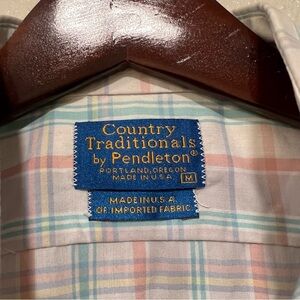 Country
Traditionals
by Pendleton®
PORTLAND, OREGON
MADE IN U.S.A. M
MADE IN U.S.A.
OF IMPORTED FABRIC